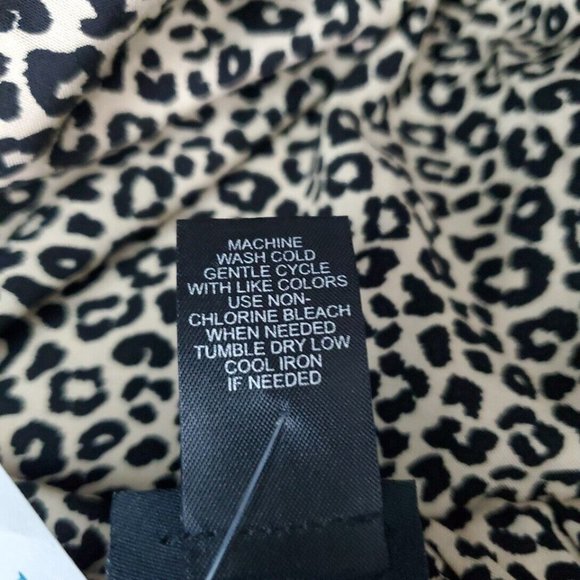 MACHINE
WASH COLD
GENTLE CYCLE
WITH LIKE COLORS
USE NON-
CHLORINE BLEACH
WHEN NEEDED
TUMBLE DRY LOW
COOL IRON
IF NEEDED